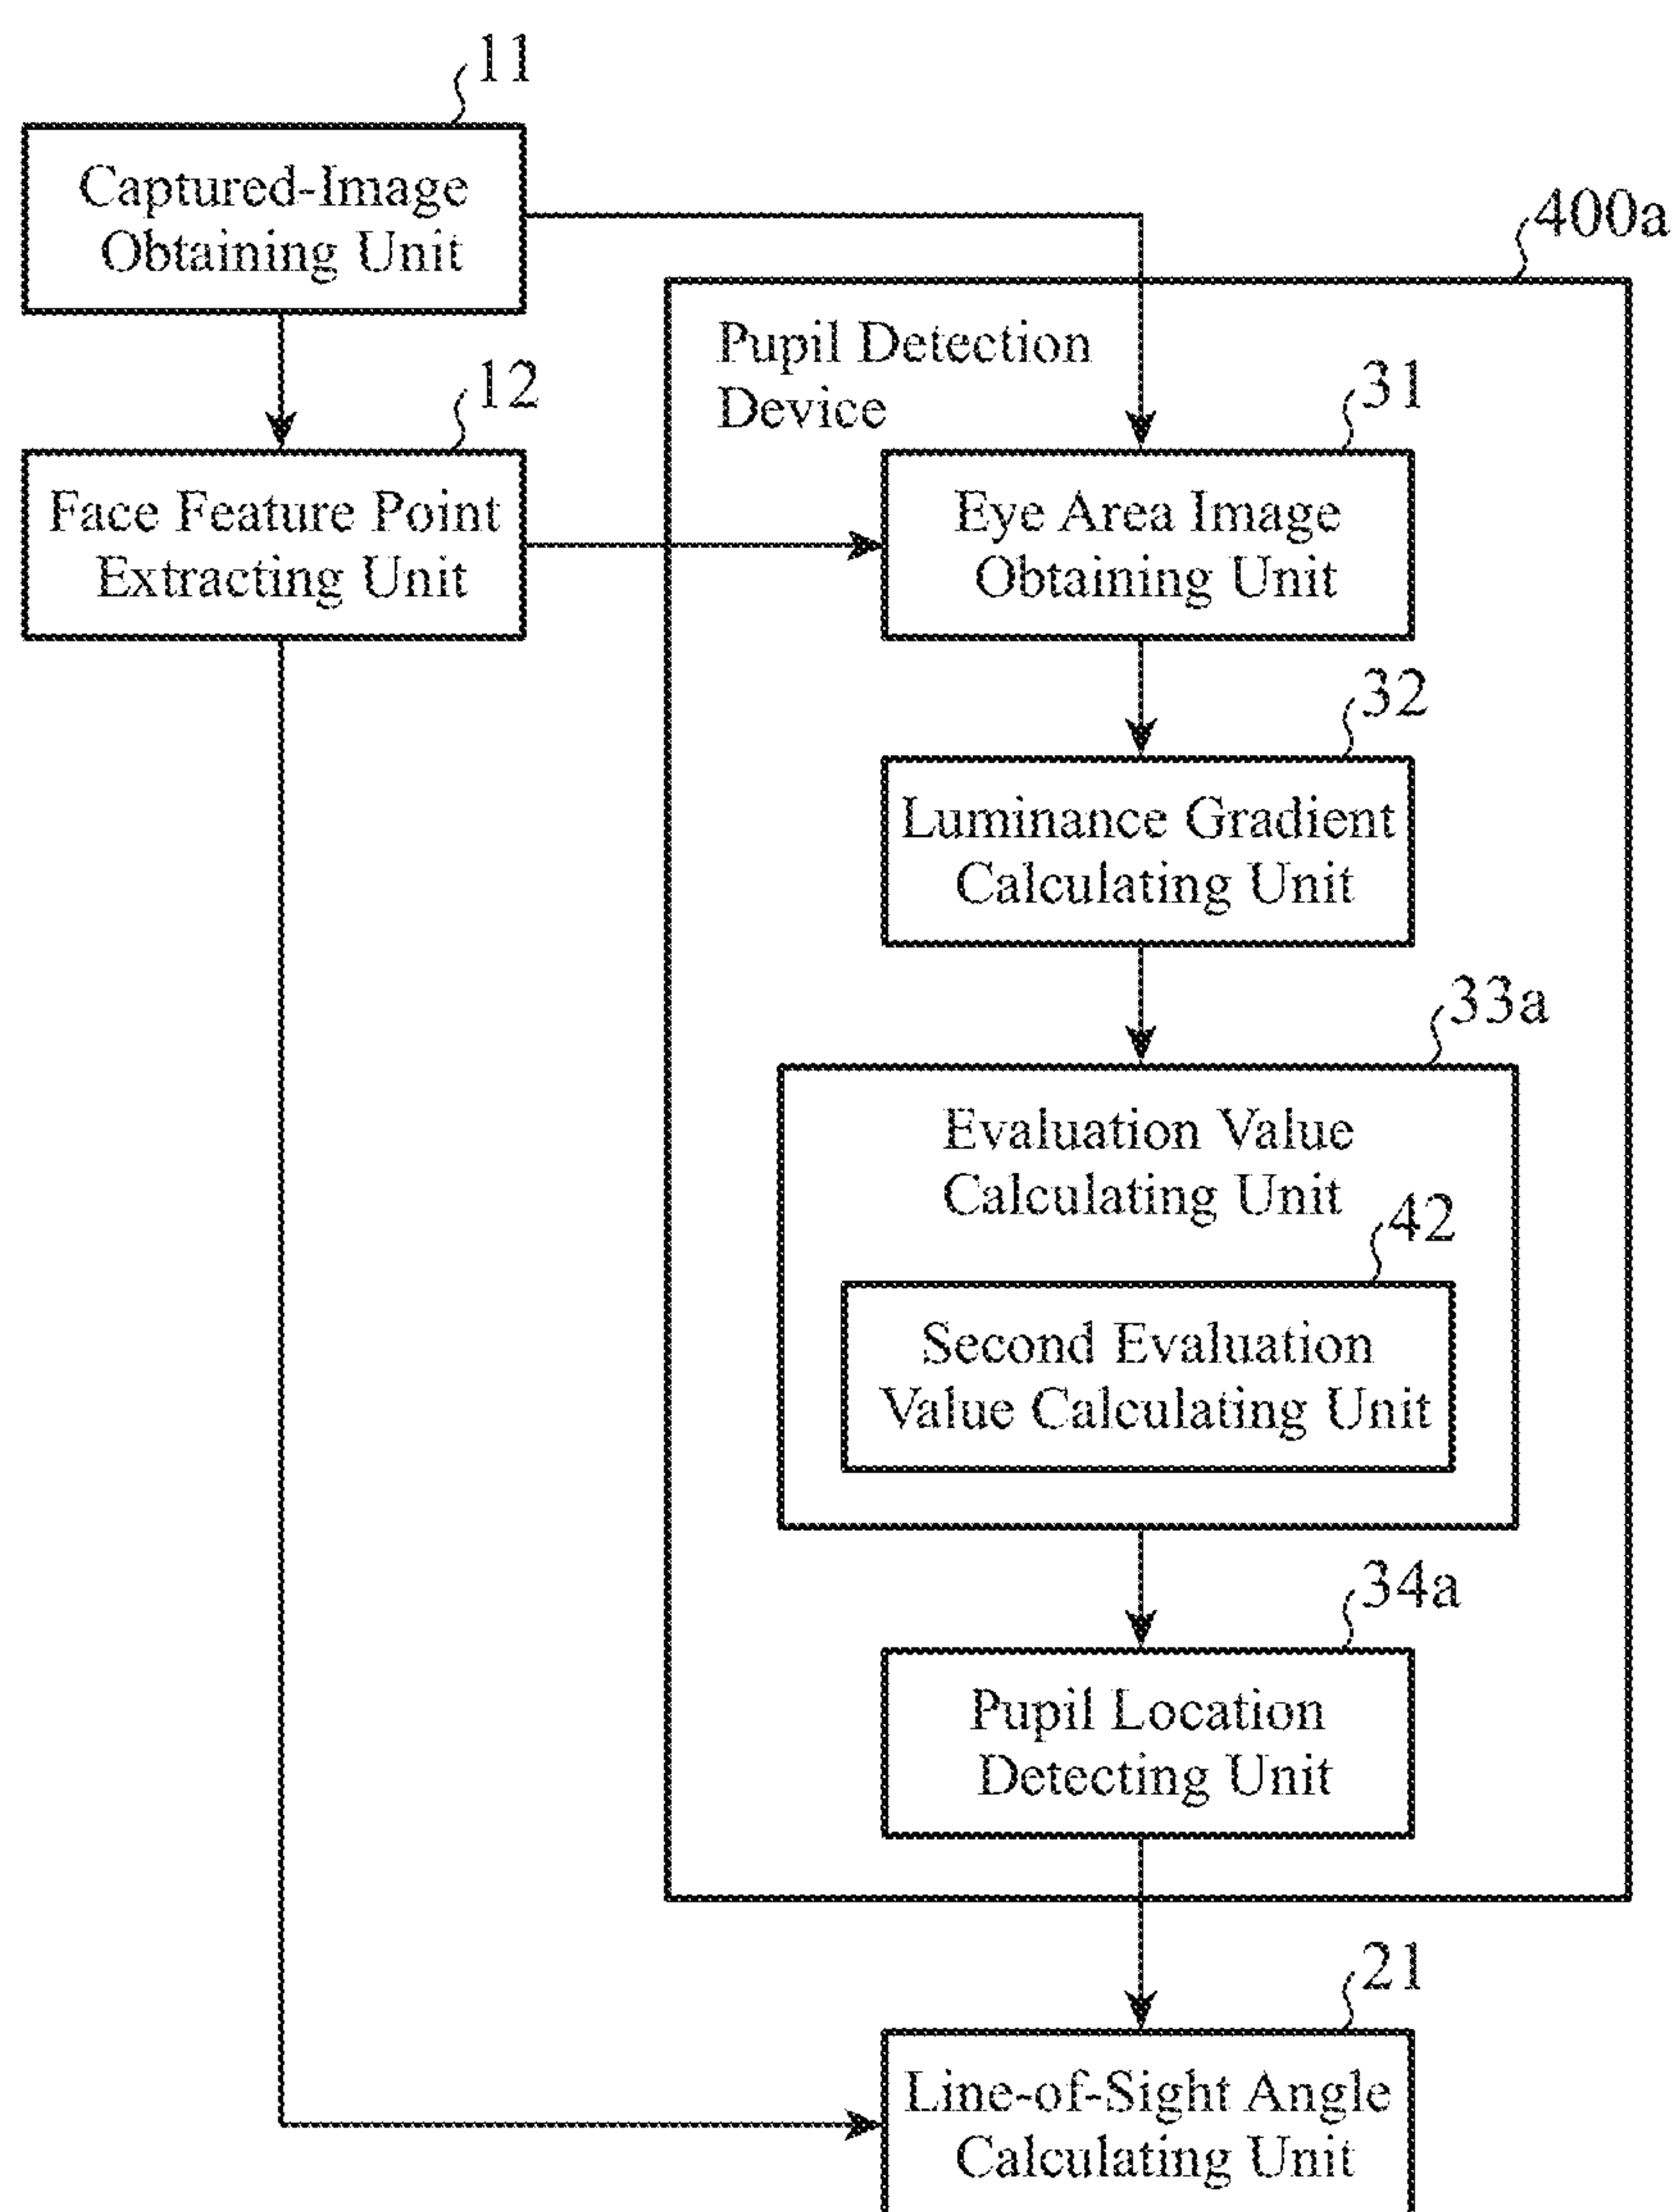 11
Captured-Image
Obtaining Unit
400a
Pupil Detection
Device
12
Face Feature Point
Extracting Unit
31
Eye Area Image
Obtaining Unit
32
Luminance Gradient
Calculating Unit
33a
Evaluation Value
Calculating Unit
42
Second Evaluation
Value Calculating Unit
34a
Pupil Location
Detecting Unit
21
Line-of-Sight Angle
Calculating Unit